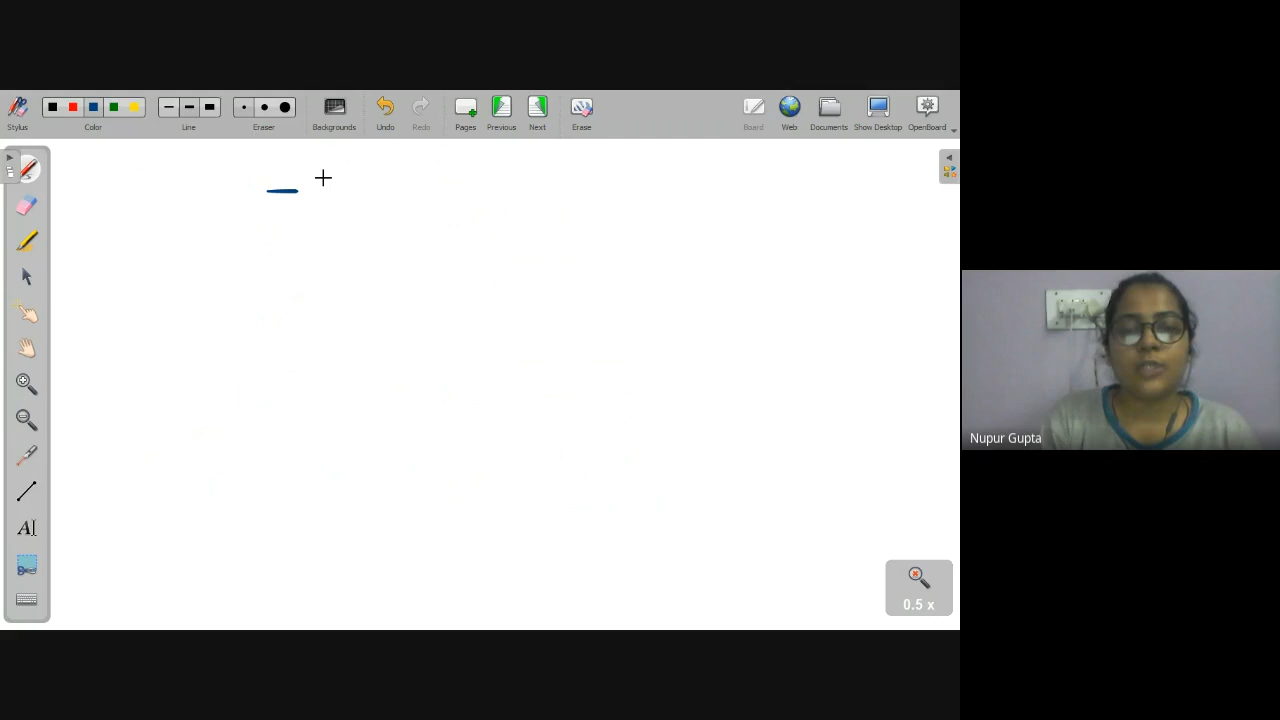 Stylus Color Line Eraser Backgrounds Undo Redo Pages Previous Next Erase Board Web Documents Show Desktop OpenBoard
Nupur Gupta
0.5 x